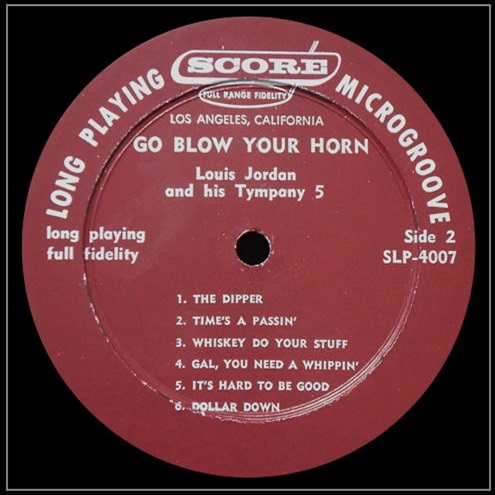 LONG PLAYING
SCORE
MICROGROOVE
FULL RANGE FIDELITY
LOS ANGELES, CALIFORNIA
GO BLOW YOUR HORN
Louis Jordan
and his Tympany 5
long playing
full fidelity
Side 2
SLP-4007
1. THE DIPPER
2. TIME'S A PASSIN'
3. WHISKEY DO YOUR STUFF
4. GAL, YOU NEED A WHIPPIN'
5. IT'S HARD TO BE GOOD
6. DOLLAR DOWN